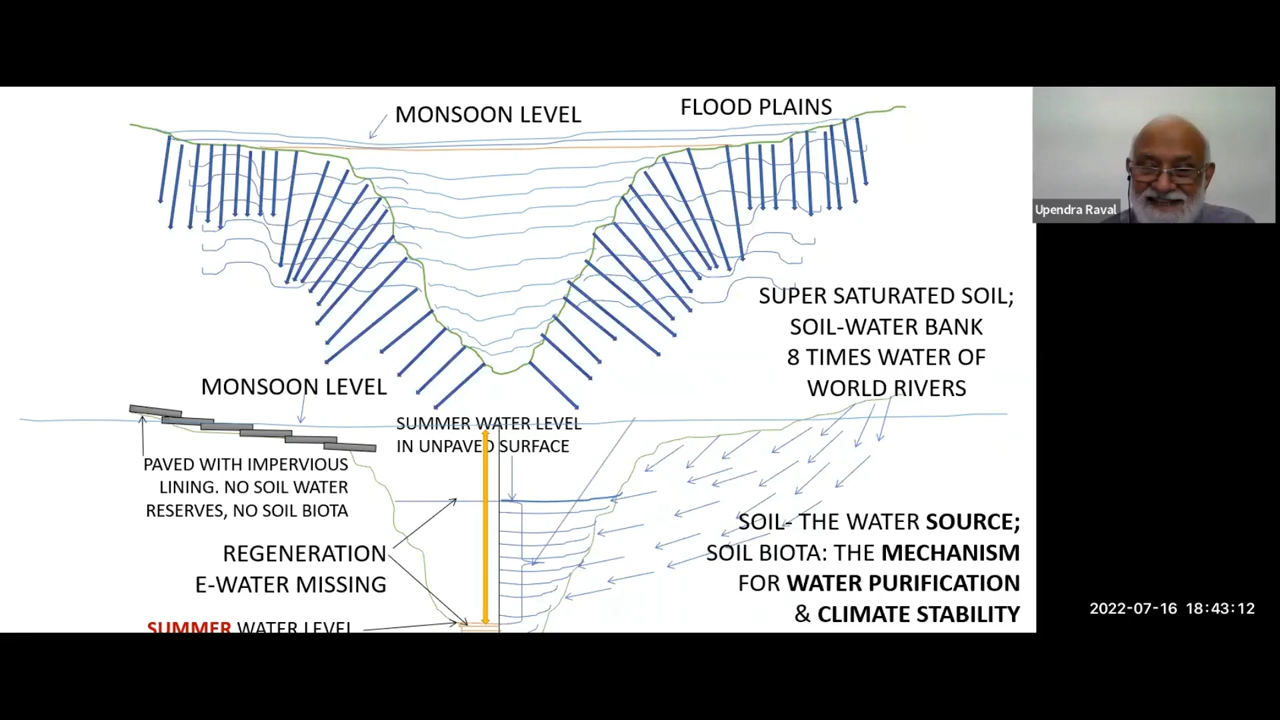 MONSOON LEVEL
FLOOD PLAINS
Upendra Raval
SUPER SATURATED SOIL;
SOIL-WATER BANK
8 TIMES WATER OF
WORLD RIVERS
MONSOON LEVEL
SUMMER WATER LEVEL
IN UNPAVED SURFACE
PAVED WITH IMPERVIOUS
LINING. NO SOIL WATER
RESERVES, NO SOIL BIOTA
SOIL- THE WATER SOURCE;
SOIL BIOTA: THE MECHANISM
FOR WATER PURIFICATION
& CLIMATE STABILITY
REGENERATION
E-WATER MISSING
SUMMER WATER LEVEL
2022-07-16 18:43:12